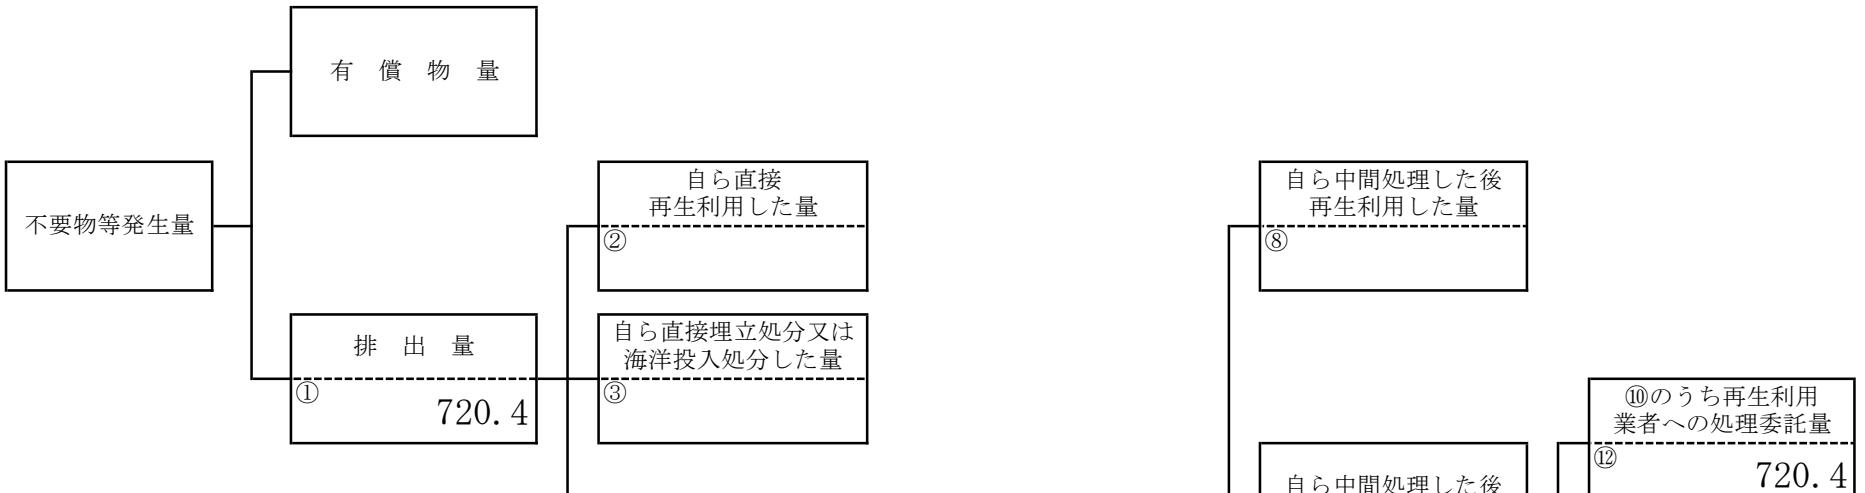 有 償 物 量
不要物等発生量
自ら直接
再生利用した量
②
自ら中間処理した後
再生利用した量
⑧
排 出 量
①
720.4
自ら直接埋立処分又は
海洋投入処分した量
③
⑩のうち再生利用
業者への処理委託量
⑫
720.4
自ら中間処理した後